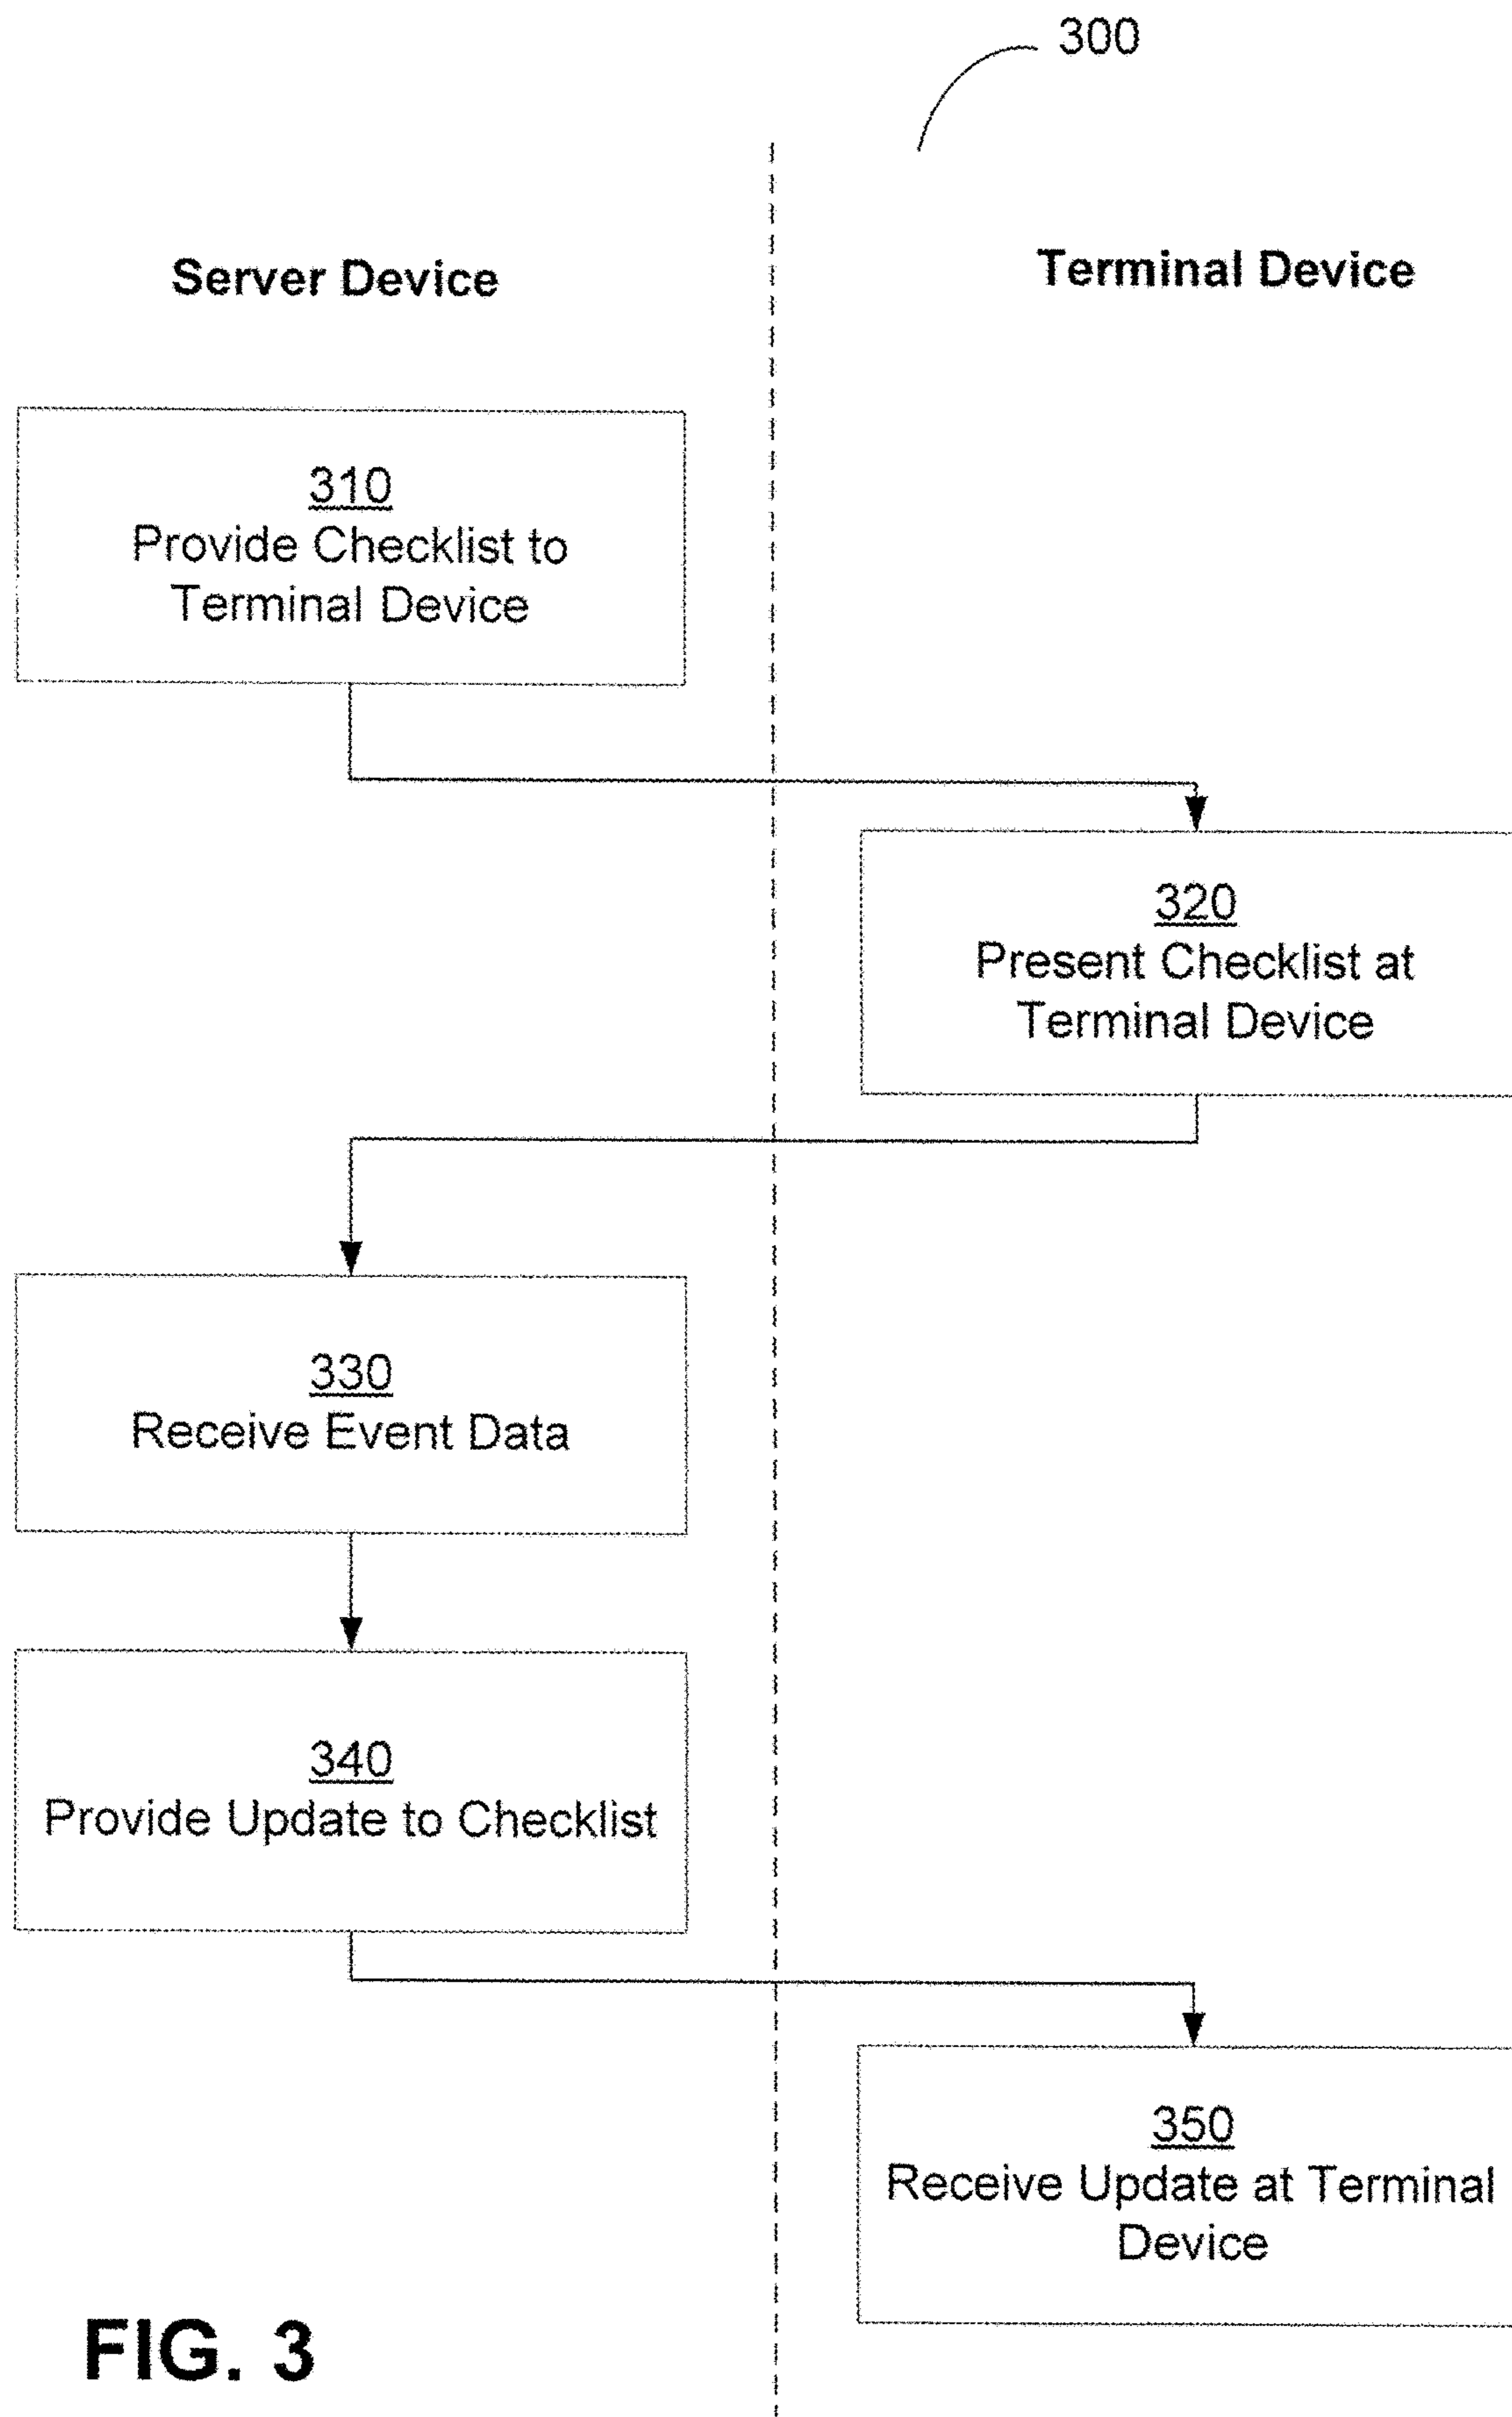 300
Server Device
Terminal Device
310
Provide Checklist to
Terminal Device
320
Present Checklist at
Terminal Device
330
Receive Event Data
340
Provide Update to Checklist
350
Receive Update at Terminal
Device
FIG. 3